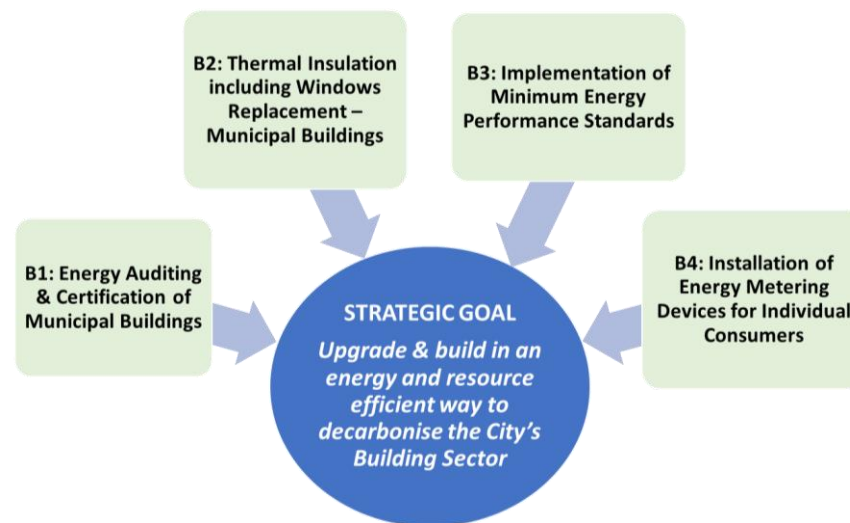 B2: Thermal Insulation
including Windows
Replacement –
Municipal Buildings
B3: Implementation of
Minimum Energy
Performance Standards
B1: Energy Auditing
& Certification of
Municipal Buildings
B4: Installation of
Energy Metering
Devices for Individual
Consumers
STRATEGIC GOAL
Upgrade & build in an
energy and resource
efficient way to
decarbonise the City's
Building Sector